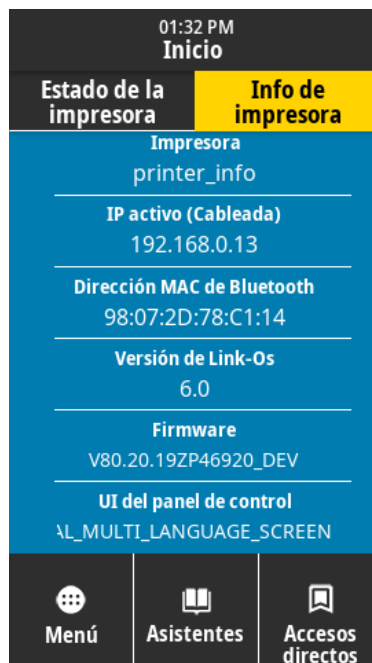 01:32 PM
Inicio
Estado de la
impresora
Info de
impresora
Impresora
printer_info
IP activo (Cableada)
192.168.0.13
Dirección MAC de Bluetooth
98:07:2D:78:C1:14
Versión de Link-Os
6.0
Firmware
V80.20.19ZP46920_DEV
UI del panel de control
AL_MULTI_LANGUAGE_SCREEN
Menú
Asistentes
Accesos
directos